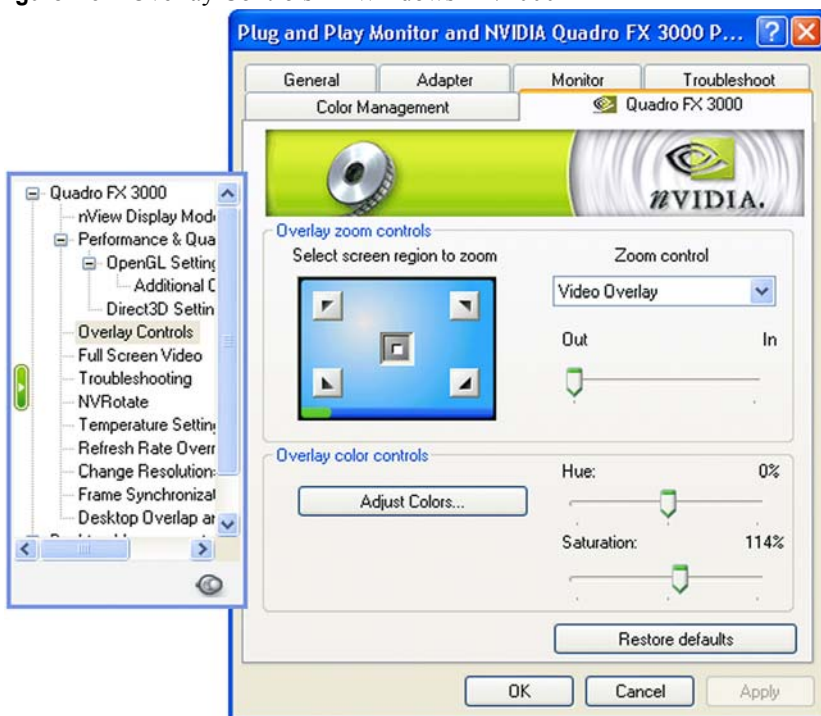 Plug and Play Monitor and NVIDIA Quadro FX 3000 P...
General
Adapter
Monitor
Troubleshoot
Color Management
Quadro FX 3000
nVIDIA.
Quadro FX 3000
nView Display Mod
Performance & Qua
OpenGL Setting
Additional
Direct3D Settin
Overlay Controls
Full Screen Video
Troubleshooting
NVRotate
Temperature Setting
Refresh Rate Overr
Change Resolution
Frame Synchroniza
Desktop Overlap a
Overlay zoom controls
Select screen region to zoom
Zoom control
Video Overlay
Out
In
Overlay color controls
Adjust Colors...
Hue:
0%
Saturation:
114%
Restore defaults
OK
Cancel
Apply